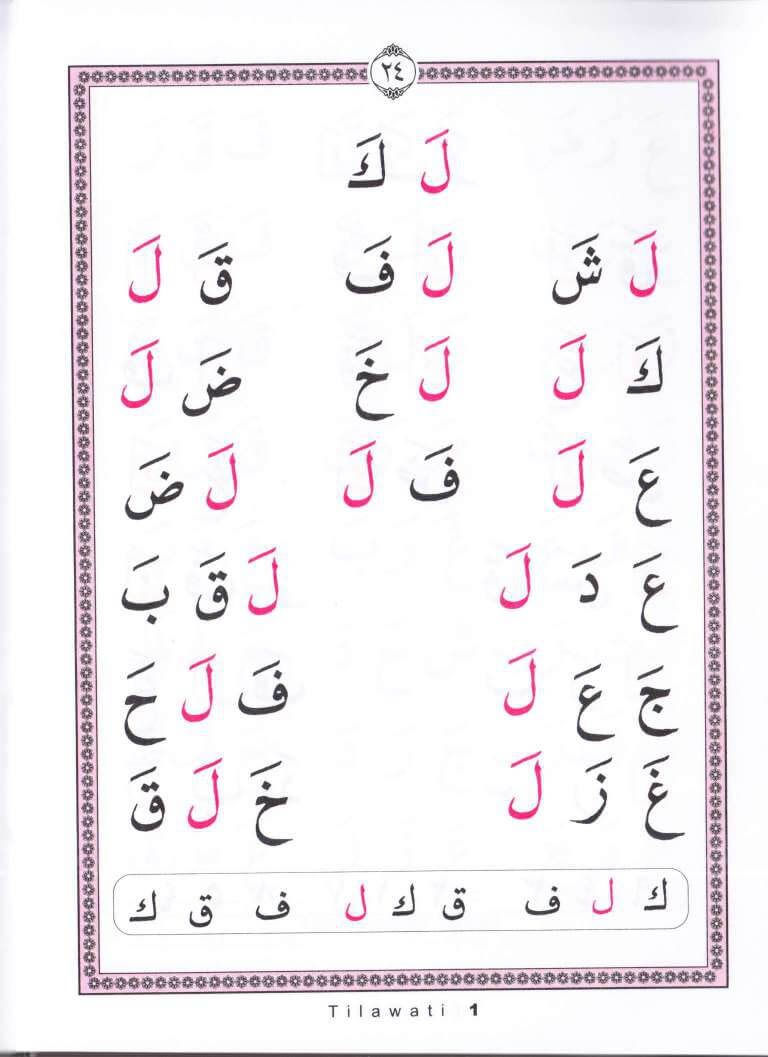 ٢٤
لَ كَ
لَ شَ لَ فَ قَ لَ
كَ لَ لَ خَ ضَ لَ
عَ لَ فَ لَ لَ ضَ
عَ دَ لَ لَ قَ بَ
جَ عَ لَ فَ لَ حَ
غَ زَ لَ خَ لَ قَ
ك ل ف ق ك ل ف ق ك
Tilawati 1